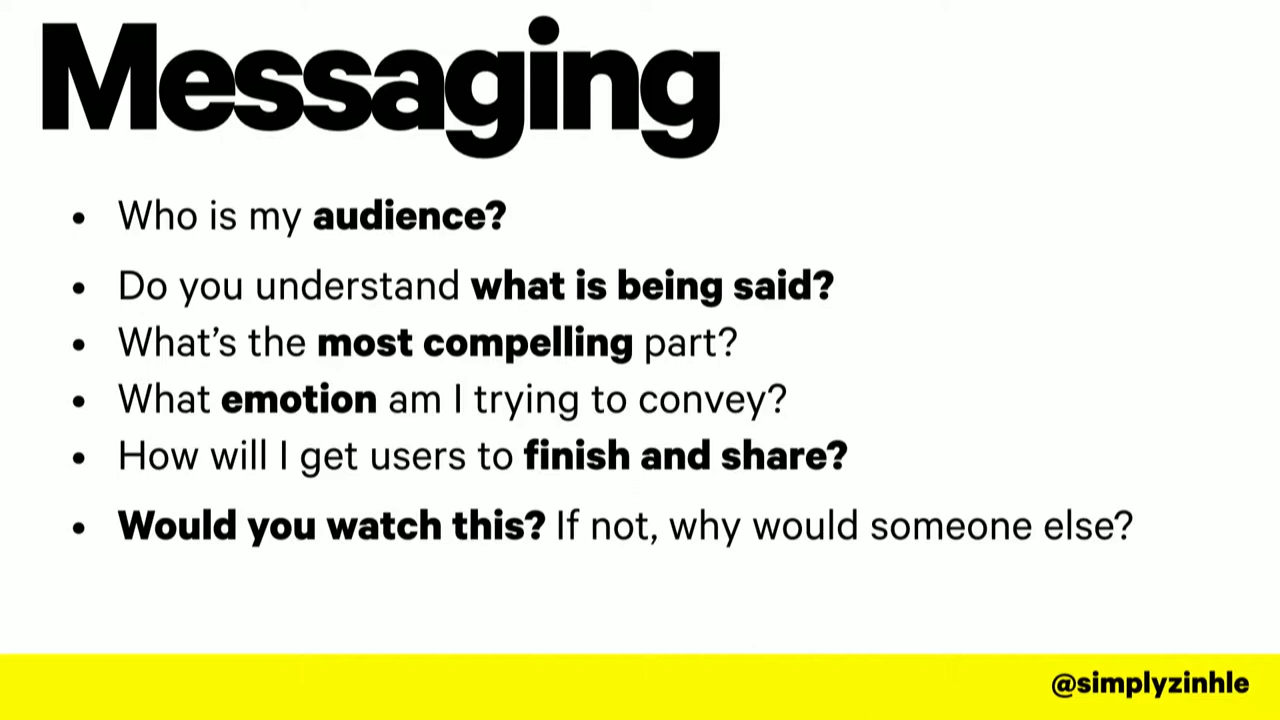 Messaging
• Who is my audience?
• Do you understand what is being said?
• What’s the most compelling part?
• What emotion am I trying to convey?
• How will I get users to finish and share?
• Would you watch this? If not, why would someone else?
@simplyzinhle